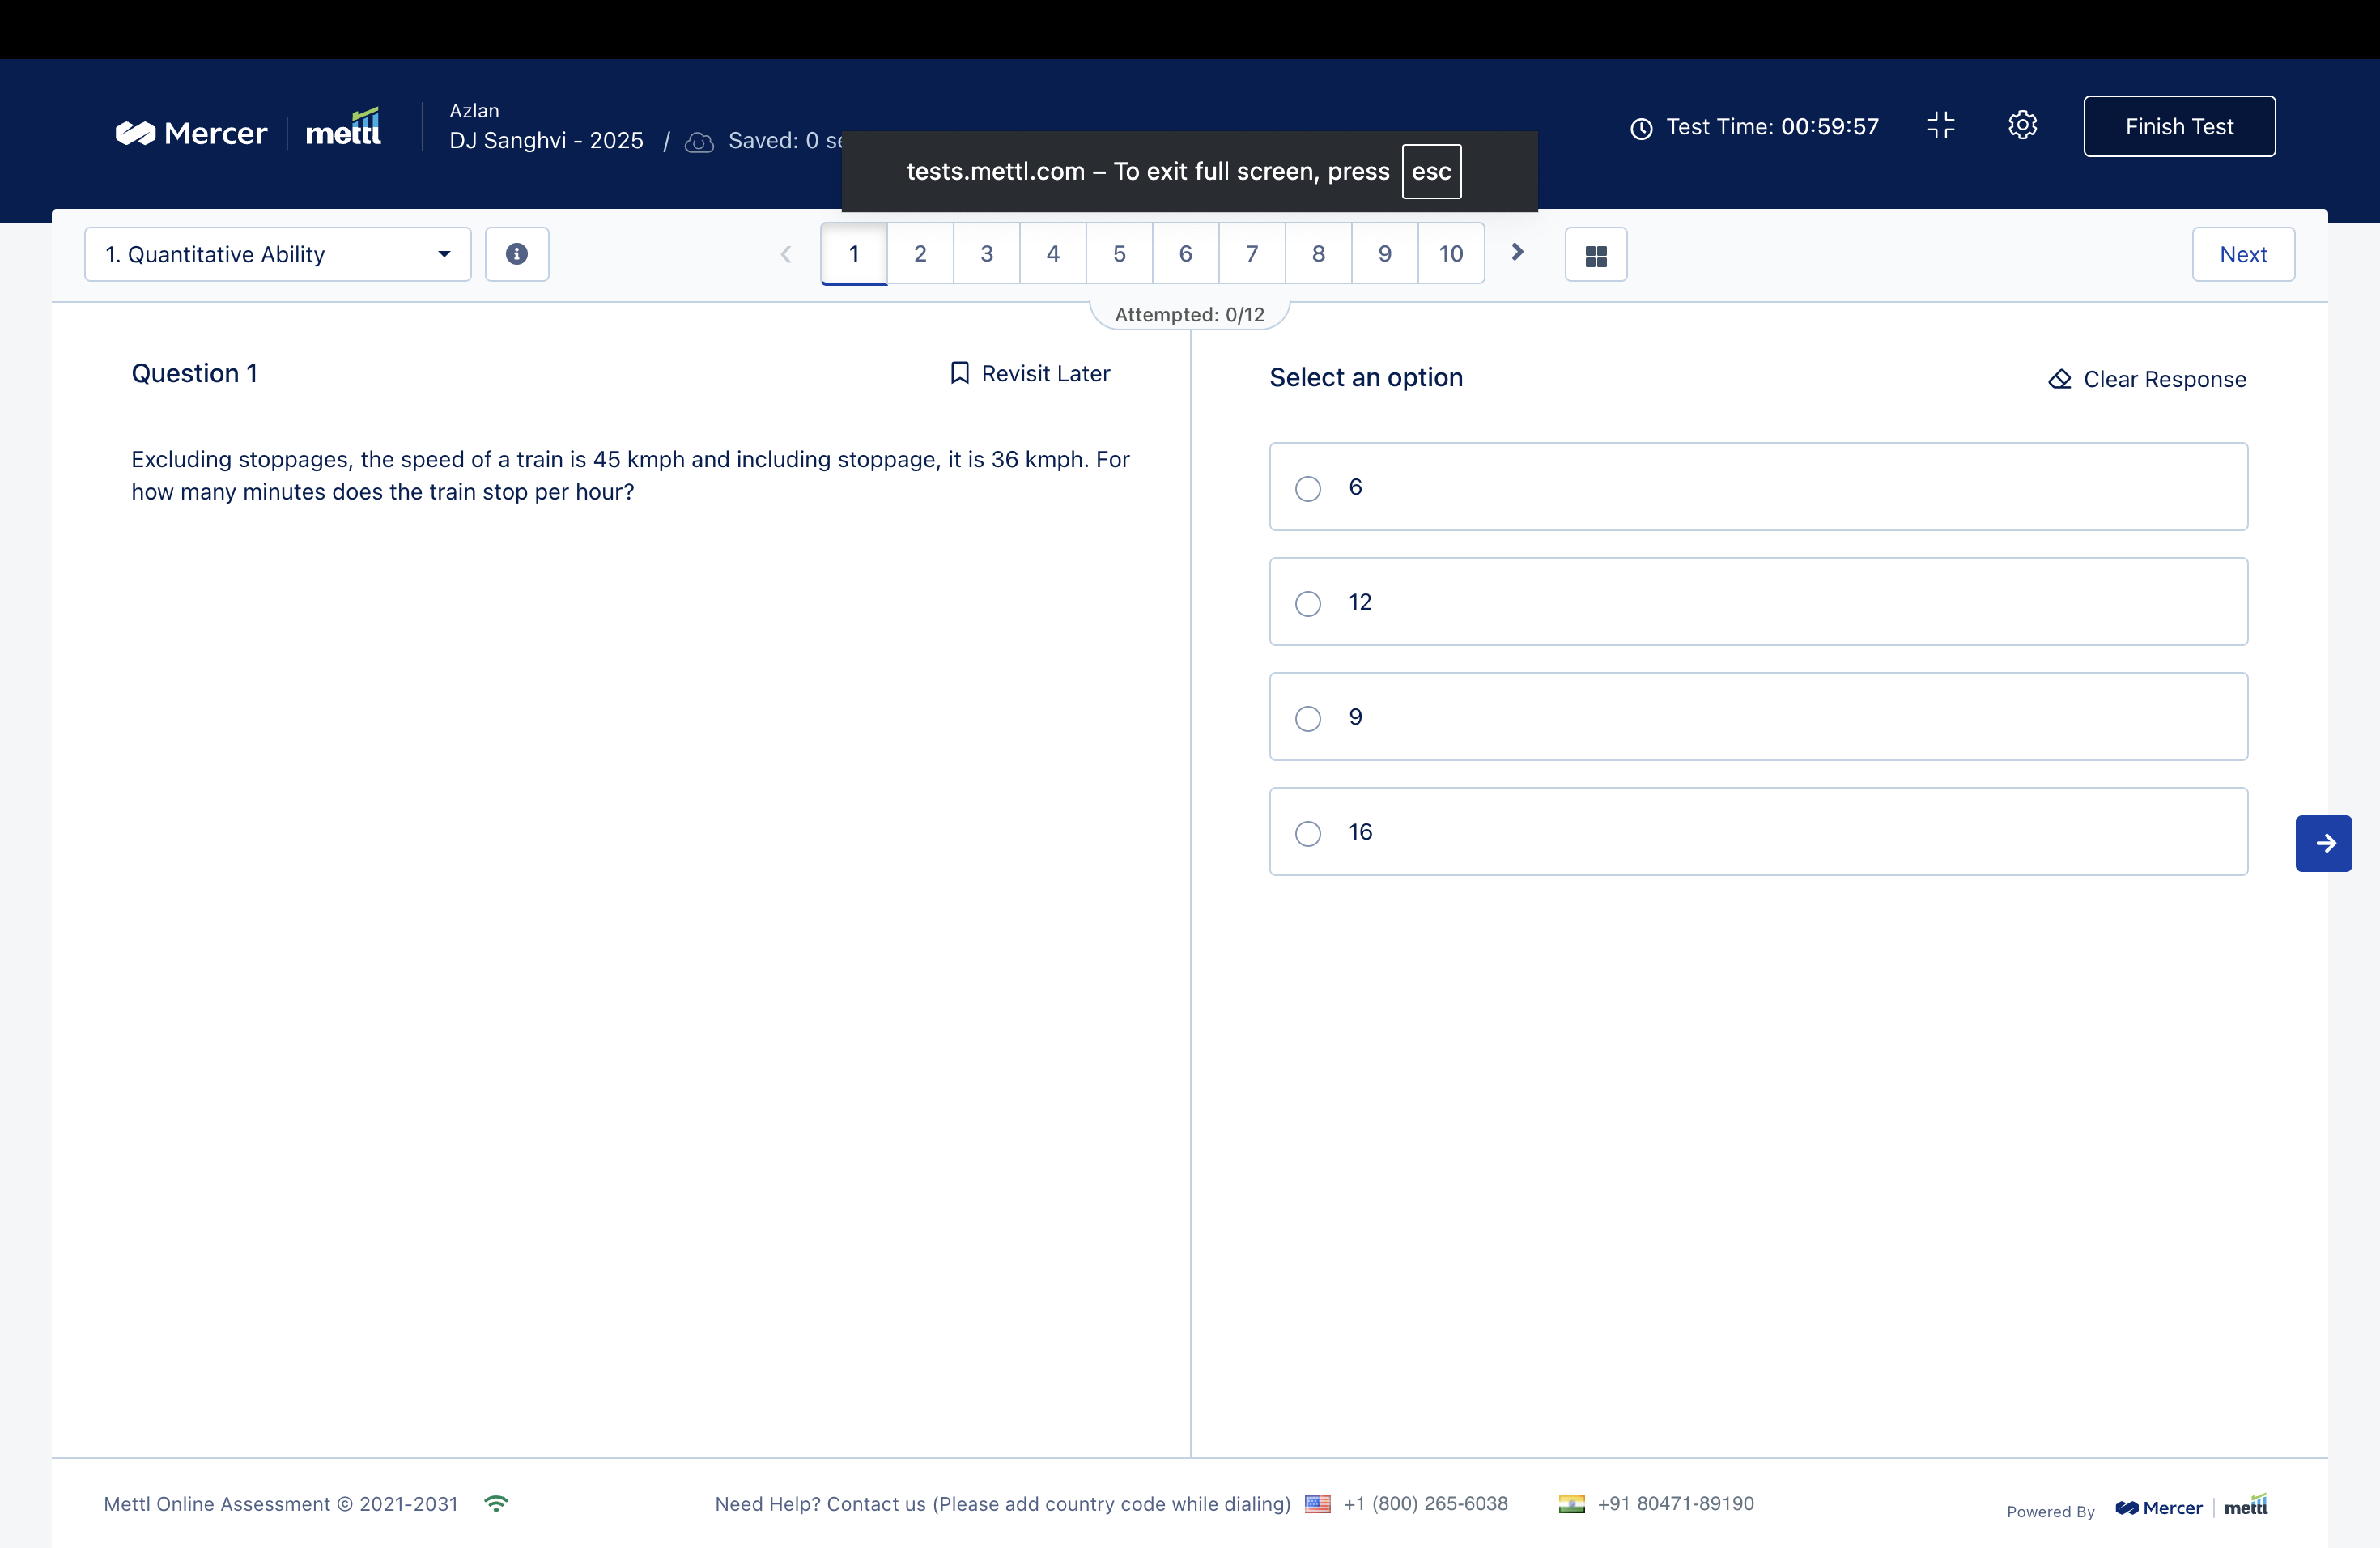 Mercer | mettl
Azlan
DJ Sanghvi - 2025 / Saved: 0 se
tests.mettl.com – To exit full screen, press esc
Test Time: 00:59:57
Finish Test
1. Quantitative Ability
1 2 3 4 5 6 7 8 9 10
Next
Attempted: 0/12
Question 1
Revisit Later
Excluding stoppages, the speed of a train is 45 kmph and including stoppage, it is 36 kmph. For
how many minutes does the train stop per hour?
Select an option
Clear Response
6
12
9
16
Mettl Online Assessment © 2021-2031
Need Help? Contact us (Please add country code while dialing) +1 (800) 265-6038 +91 80471-89190
Powered By Mercer | mettl